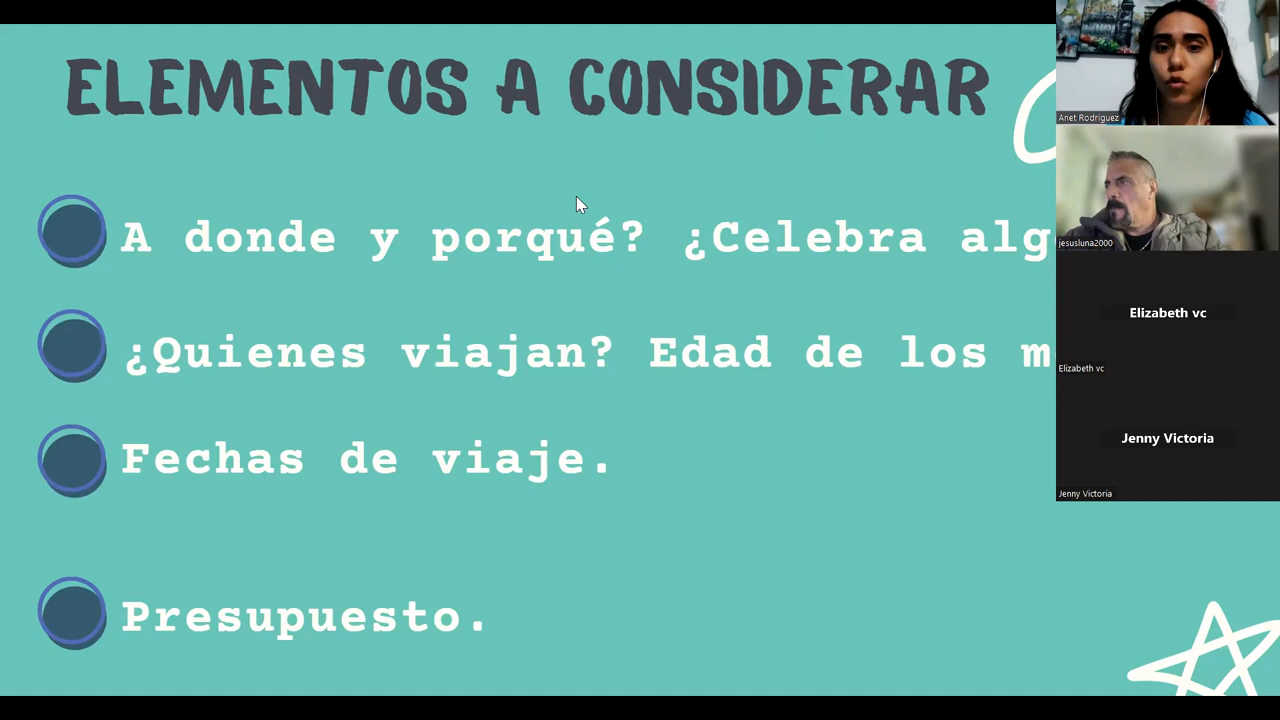 ELEMENTOS A CONSIDERAR
A donde y porqué? ¿Celebra alg
¿Quienes viajan? Edad de los m
Fechas de viaje.
Presupuesto.
Anet Rodriguez
jesusluna2000
Elizabeth vc
Elizabeth vc
Jenny Victoria
Jenny Victoria